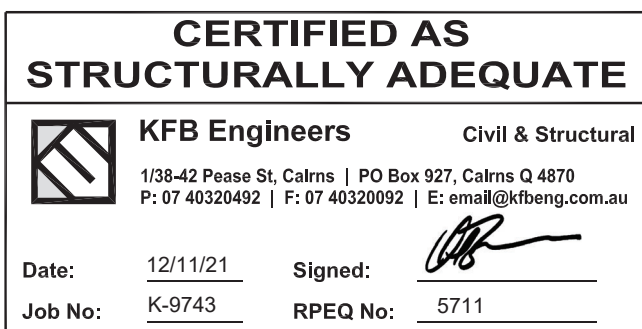 CERTIFIED AS
STRUCTURALLY ADEQUATE
KFB Engineers Civil & Structural
1/38-42 Pease St, Cairns | PO Box 927, Cairns Q 4870
P: 07 40320492 | F: 07 40320092 | E: email@kfbeng.com.au
Date: 12/11/21 Signed:
Job No: K-9743 RPEQ No: 5711